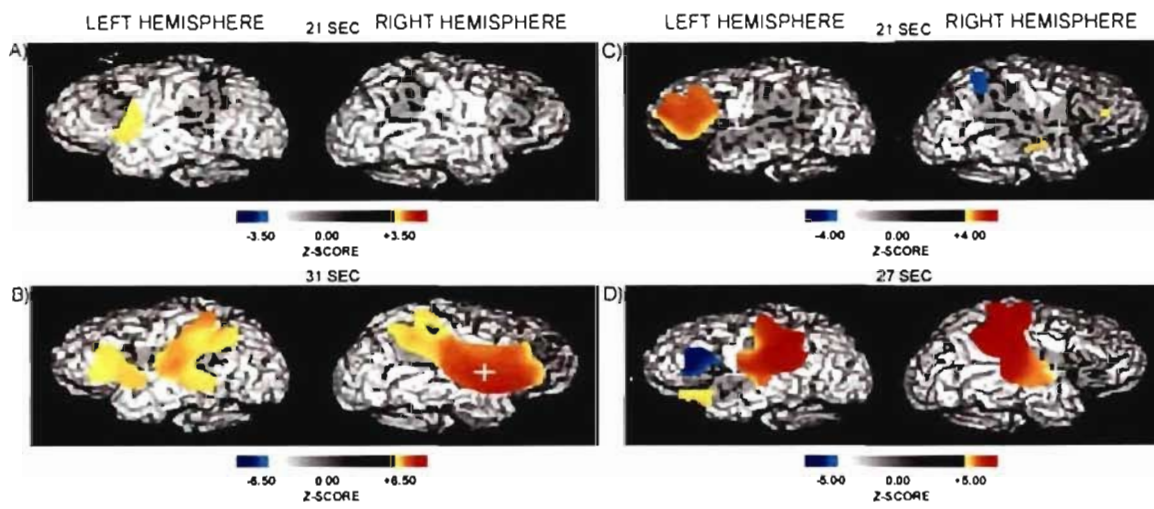 LEFT HEMISPHERE 21 SEC RIGHT HEMISPHERE
A)
-3.50 0.00 +3.50
Z-SCORE
31 SEC
B)
-6.50 0.00 +6.50
Z-SCORE
LEFT HEMISPHERE 21 SEC RIGHT HEMISPHERE
C)
-4.00 0.00 +4.00
Z-SCORE
27 SEC
D)
-5.00 0.00 +5.00
Z-SCORE